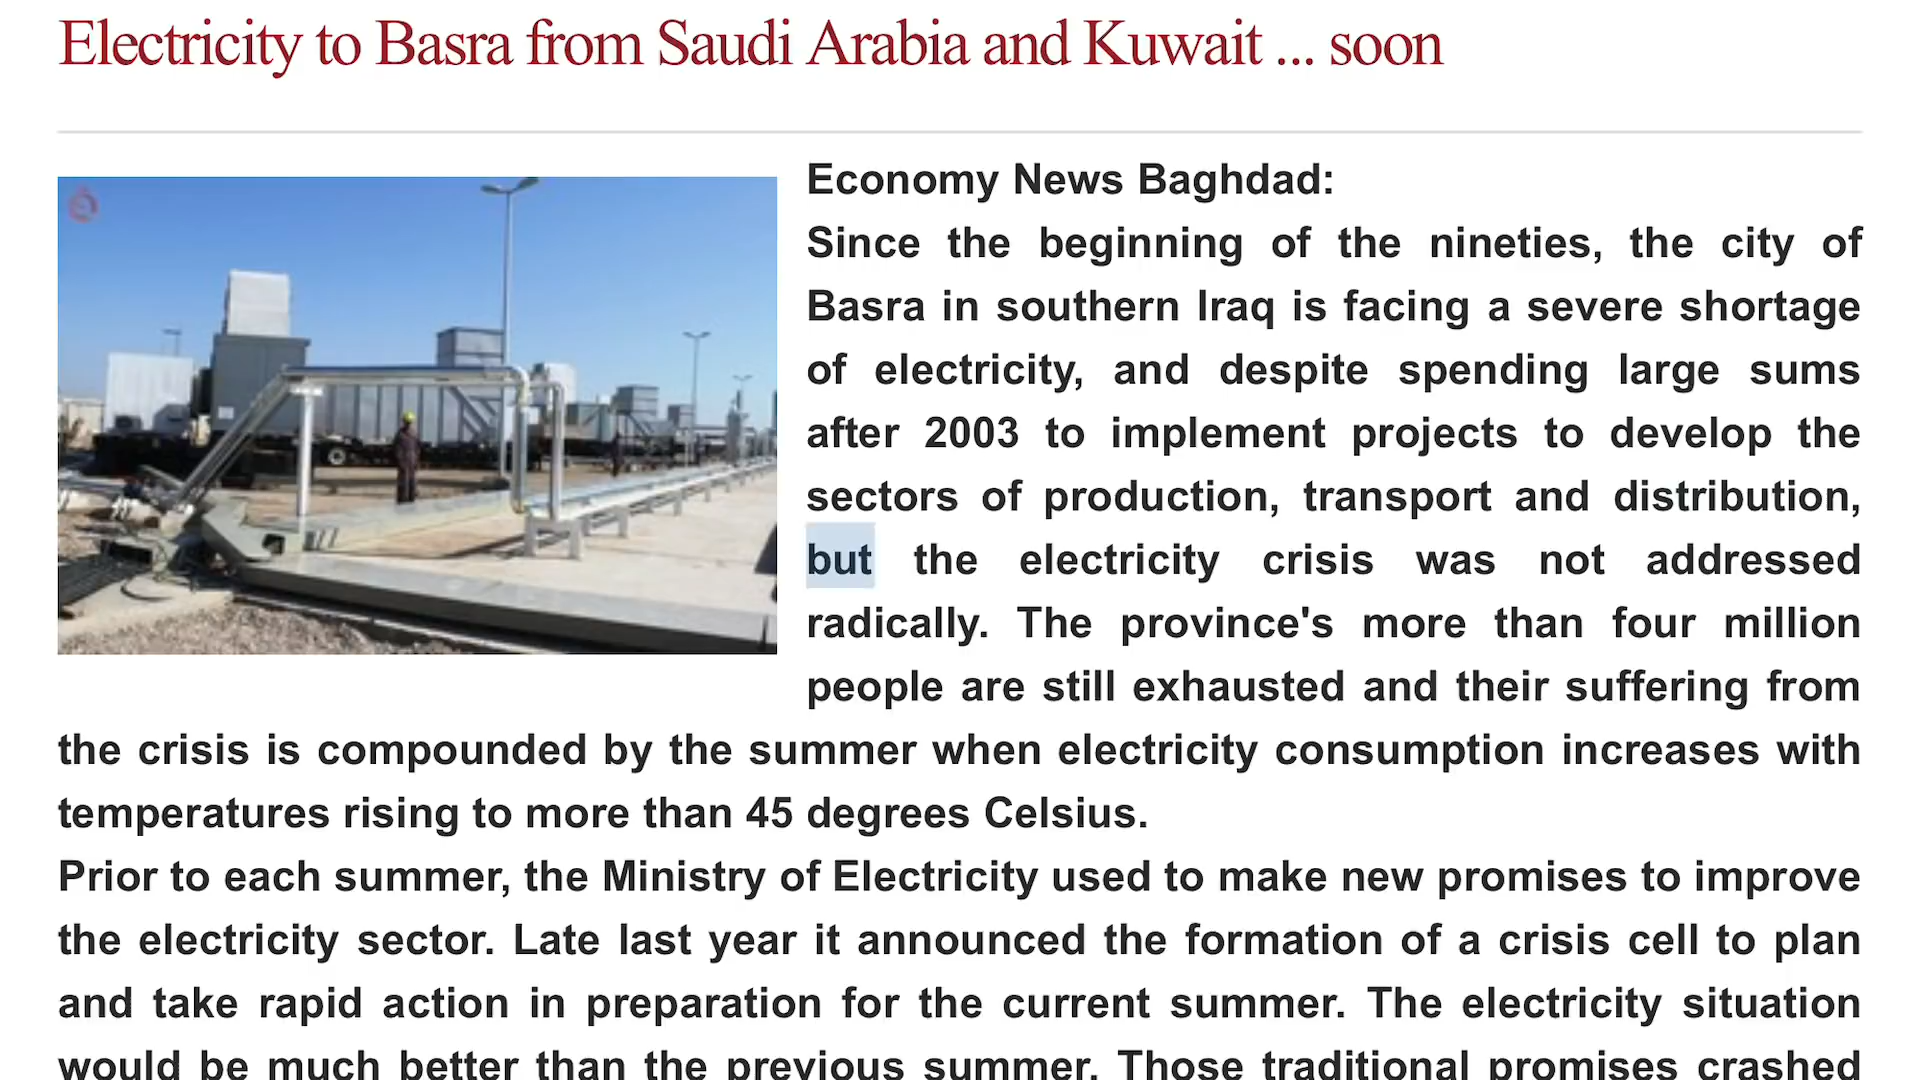 Electricity to Basra from Saudi Arabia and Kuwait ... soon
Economy News Baghdad:
Since the beginning of the nineties, the city of
Basra in southern Iraq is facing a severe shortage
of electricity, and despite spending large sums
after 2003 to implement projects to develop the
sectors of production, transport and distribution,
but the electricity crisis was not addressed
radically. The province's more than four million
people are still exhausted and their suffering from
the crisis is compounded by the summer when electricity consumption increases with
temperatures rising to more than 45 degrees Celsius.
Prior to each summer, the Ministry of Electricity used to make new promises to improve
the electricity sector. Late last year it announced the formation of a crisis cell to plan
and take rapid action in preparation for the current summer. The electricity situation
would be much better than the previous summer. Those traditional promises crashed